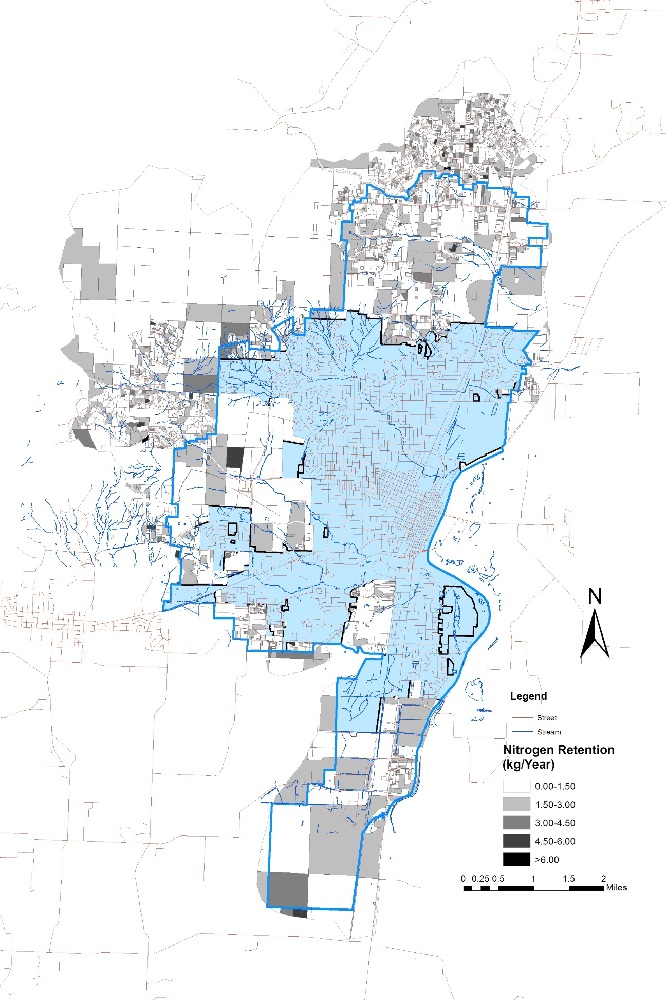 N
Legend
Street
Stream
Nitrogen Retention
(kg/Year)
0.00-1.50
1.50-3.00
3.00-4.50
4.50-6.00
>6.00
0 0.25 0.5 1 1.5 2
Miles